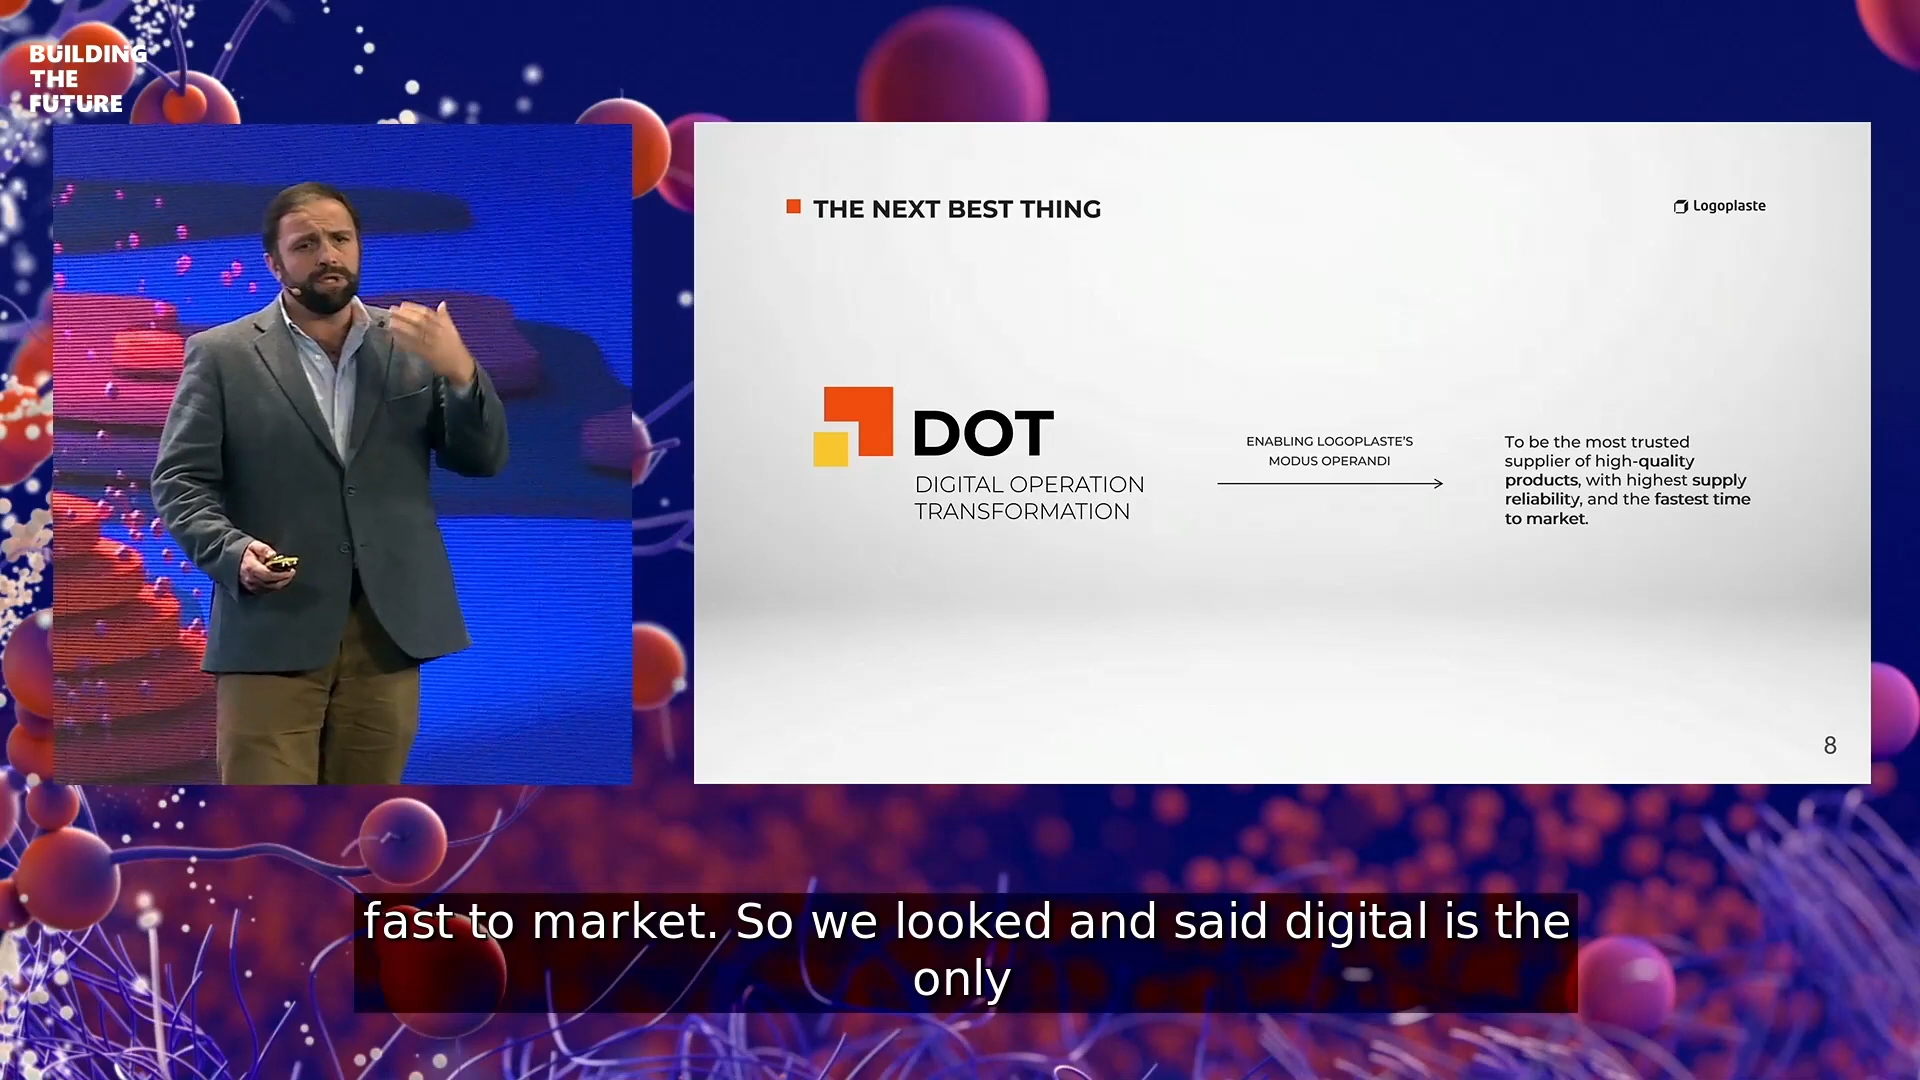 BUILDING
THE
FUTURE
THE NEXT BEST THING
Logoplaste
DOT
DIGITAL OPERATION
TRANSFORMATION
ENABLING LOGOPLASTE'S
MODUS OPERANDI
To be the most trusted
supplier of high-quality
products, with highest supply
reliability, and the fastest time
to market.
8
fast to market. So we looked and said digital is the
only